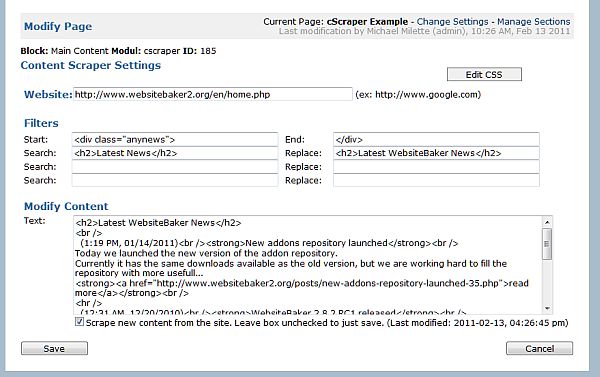 Modify Page
Current Page: cScraper Example - Change Settings - Manage Sections
Last modification by Michael Milette (admin), 10:26 AM, Feb 13 2011
Block: Main Content Modul: cscraper ID: 185
Content Scraper Settings
Edit CSS
Website: http://www.websitebaker2.org/en/home.php (ex: http://www.google.com)
Filters
Start: <div class="anynews"> End: </div>
Search: <h2>Latest News</h2> Replace: <h2>Latest WebsiteBaker News</h2>
Search: Replace:
Search: Replace:
Modify Content
Text: <h2>Latest WebsiteBaker News</h2>
<br />
(1:19 PM, 01/14/2011)<br /><strong>New addons repository launched</strong><br />
Today we launched the new version of the addon repository.
Currently it has the same downloads available as the old version, but we are working hard to fill the
repository with more usefull...
<strong><a href="http://www.websitebaker2.org/posts/new-addons-repository-launched-35.php">read
more</a></strong><br />
<hr />
(12:31 AM, 12/20/2010)<br /><strong>WebsiteBaker 2.8.2 RC1 released</strong><br />
Scrape new content from the site. Leave box unchecked to just save. (Last modified: 2011-02-13, 04:26:45 pm)
Save Cancel